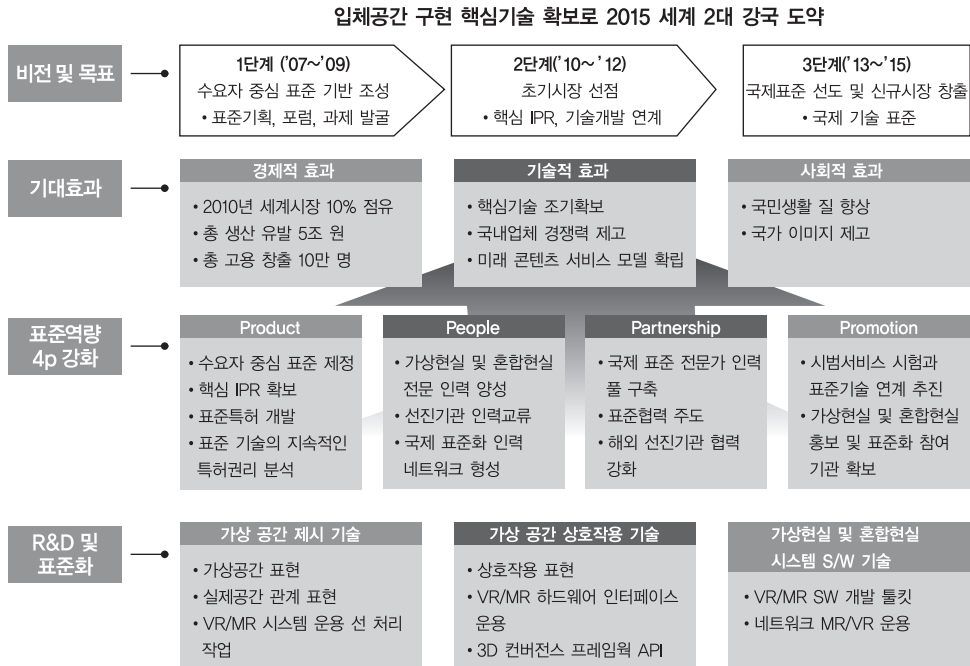 입체공간 구현 핵심기술 확보로 2015 세계 2대 강국 도약
비전 및 목표
1단계 ('07~'09)
수요자 중심 표준 기반 조성
• 표준기획, 포럼, 과제 발굴
2단계('10~'12)
초기시장 선점
• 핵심 IPR, 기술개발 연계
3단계('13~'15)
국제표준 선도 및 신규시장 창출
• 국제 기술 표준
기대효과
경제적 효과
• 2010년 세계시장 10% 점유
• 총 생산 유발 5조 원
• 총 고용 창출 10만 명
기술적 효과
• 핵심기술 조기확보
• 국내업체 경쟁력 제고
• 미래 콘텐츠 서비스 모델 확립
사회적 효과
• 국민생활 질 향상
• 국가 이미지 제고
표준역량
4p 강화
Product
• 수요자 중심 표준 제정
• 핵심 IPR 확보
• 표준특허 개발
• 표준 기술의 지속적인
특허권리 분석
People
• 가상현실 및 혼합현실
전문 인력 양성
• 선진기관 인력교류
• 국제 표준화 인력
네트워크 형성
Partnership
• 국제 표준 전문가 인력
풀 구축
• 표준협력 주도
• 해외 선진기관 협력
강화
Promotion
• 시범서비스 시험과
표준기술 연계 추진
• 가상현실 및 혼합현실
홍보 및 표준화 참여
기관 확보
R&D 및
표준화
가상 공간 제시 기술
• 가상공간 표현
• 실제공간 관계 표현
• VR/MR 시스템 운용 선 처리
작업
가상 공간 상호작용 기술
• 상호작용 표현
• VR/MR 하드웨어 인터페이스
운용
• 3D 컨버전스 프레임웍 API
가상현실 및 혼합현실
시스템 S/W 기술
• VR/MR SW 개발 툴킷
• 네트워크 MR/VR 운용